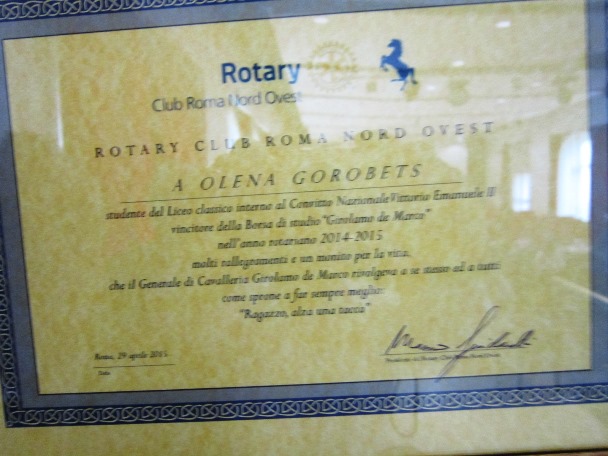 Rotary
Club Roma Nord Ovest
ROTARY CLUB ROMA NORD OVEST
A OLENA GOROBETS
studente del Liceo classico interno al Convitto Nazionale Vittorio Emanuele II
vincitore della Borsa di studio "Girolamo de Marco"
nell'anno rotariano 2014-2015
molti rallegramenti e un monito per la vita,
che il Generale di Cavalleria Girolamo de Marco rivolgeva a se stesso ed a tutti
come sprone a far sempre meglio:
"Ragazzo, alza una tacca"
Roma, 29 aprile 2015
Data